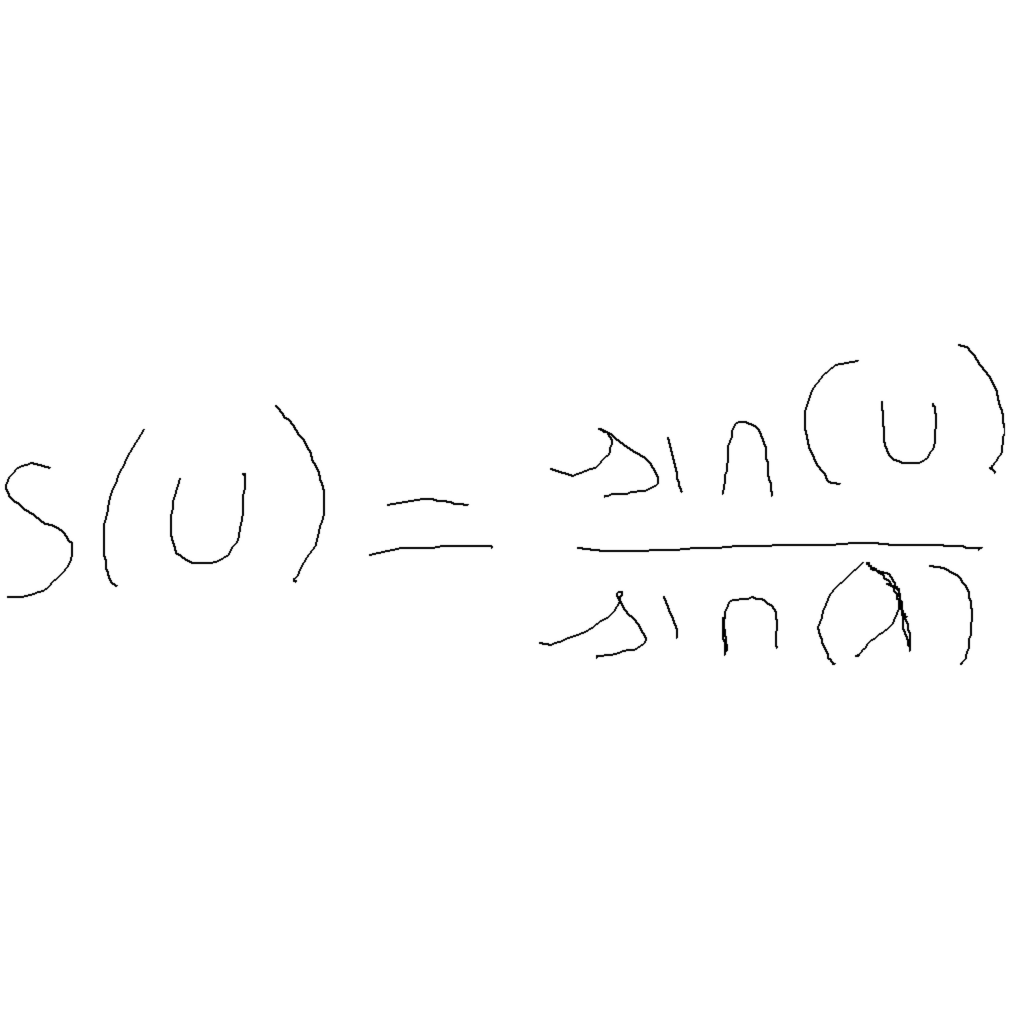 S(U) = sin(U) / sin(λ)